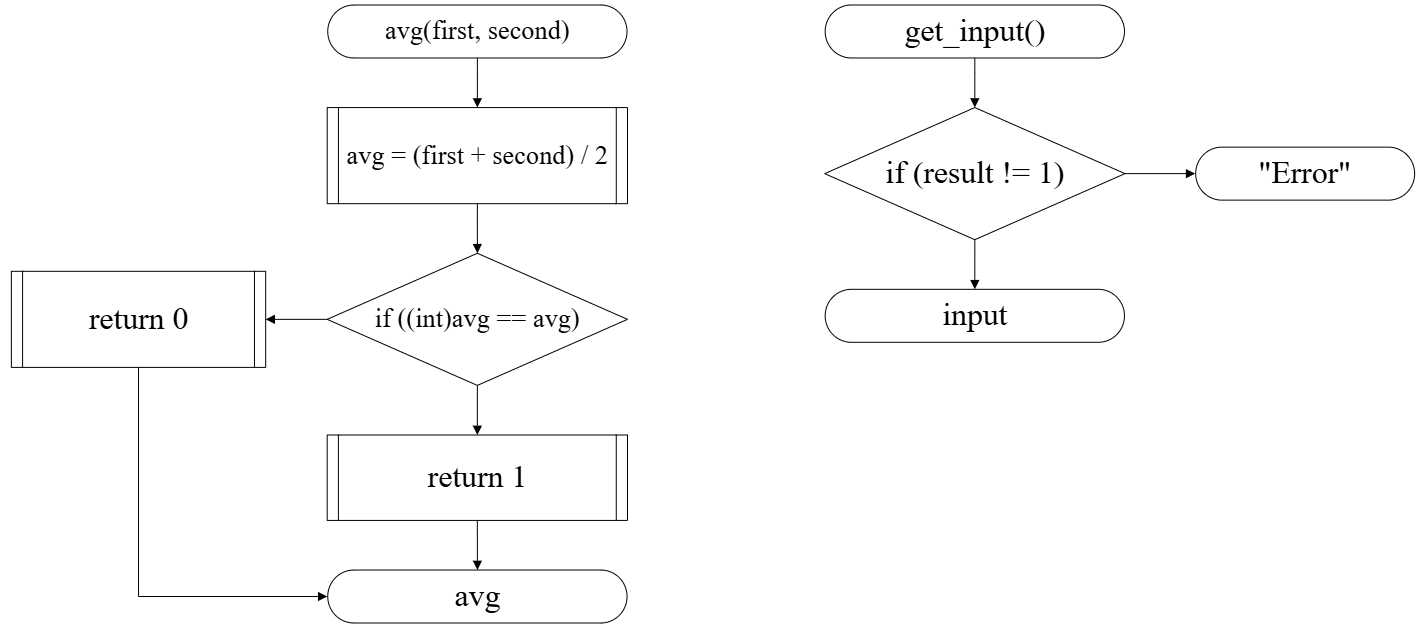 avg(first, second)
avg = (first + second) / 2
if ((int)avg == avg)
return 0
return 1
avg
get_input()
if (result != 1)
"Error"
input